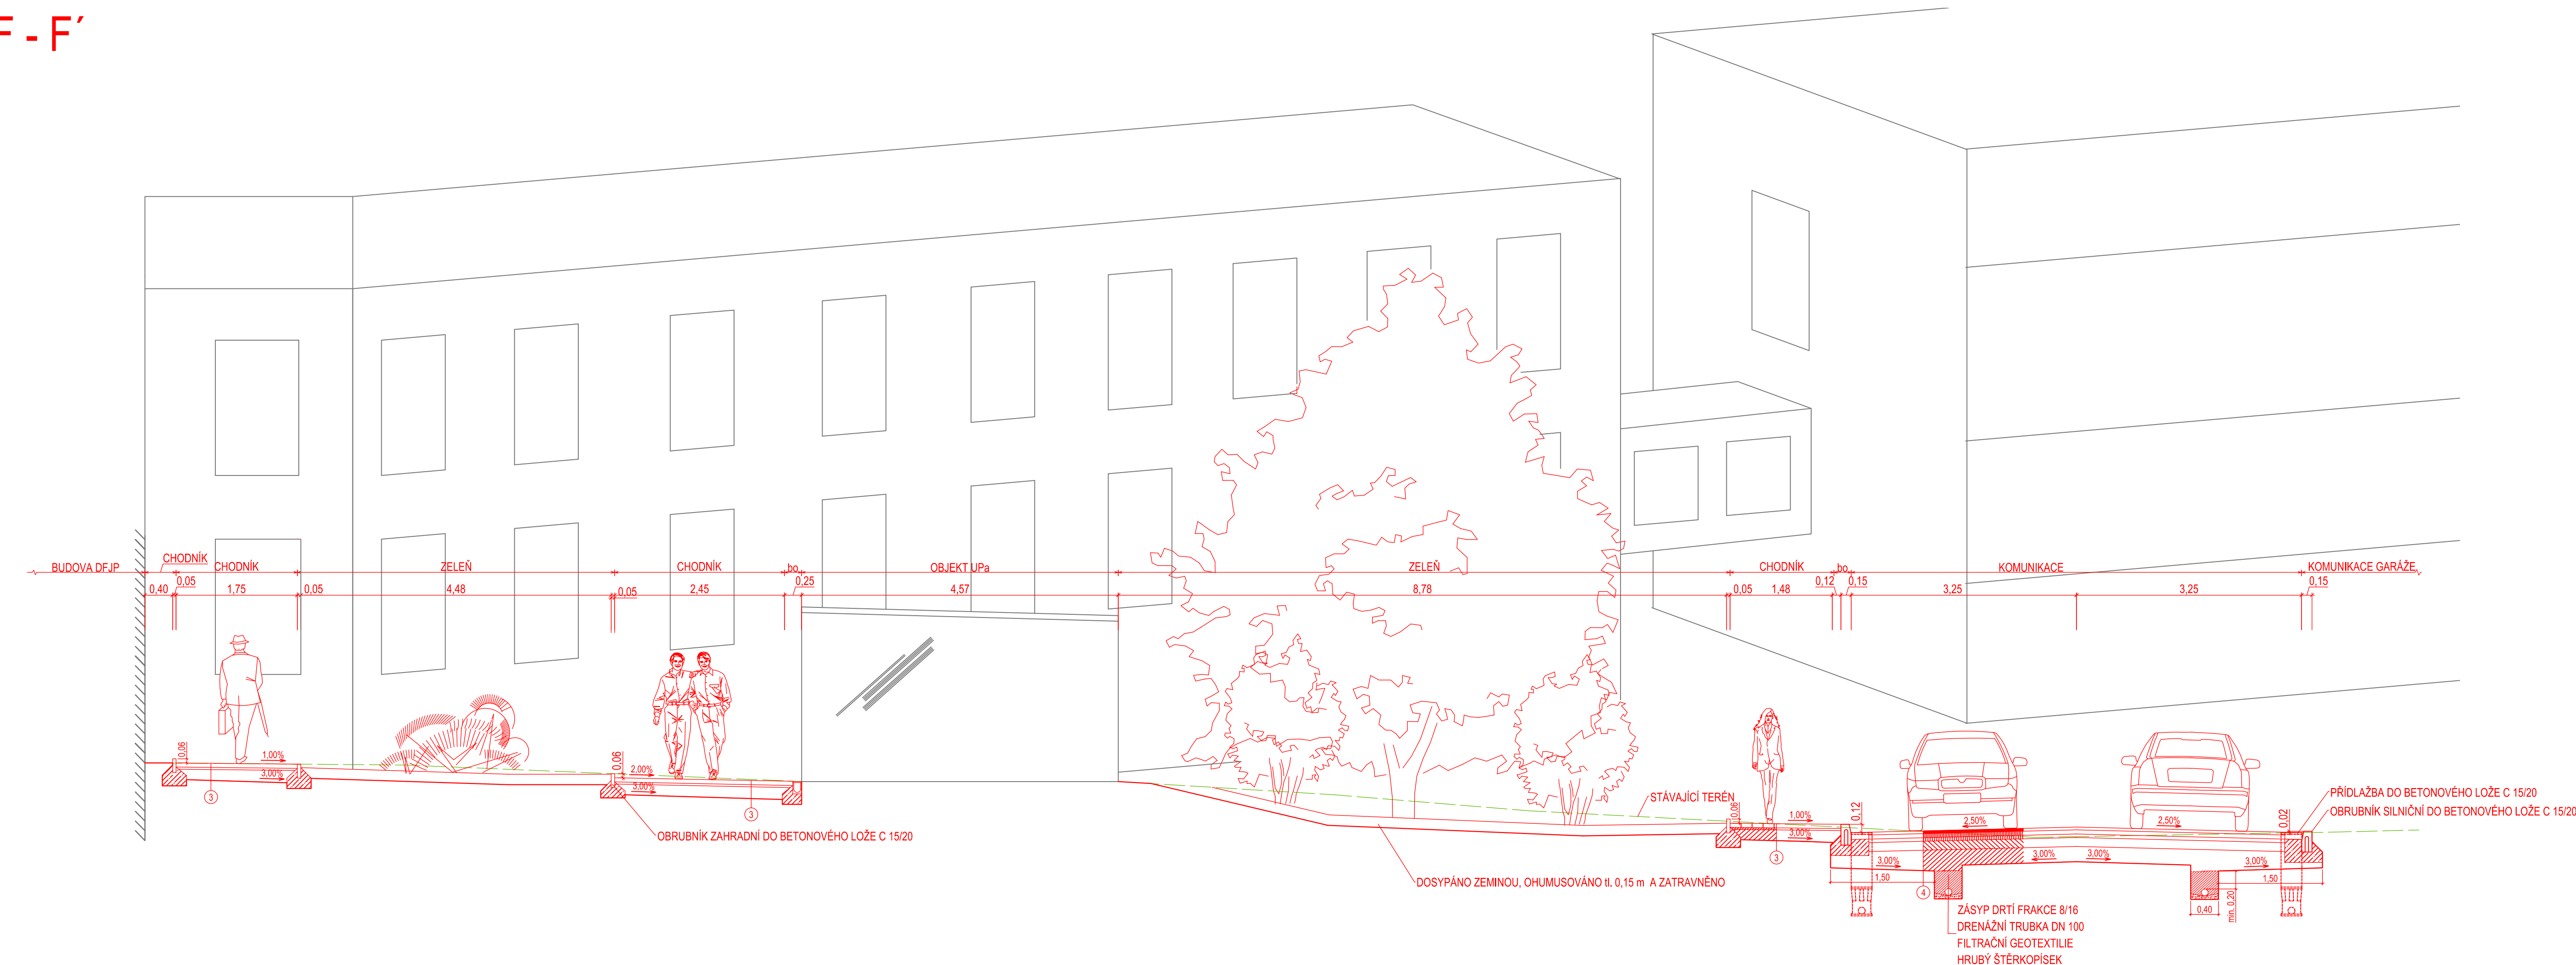 F - F´
BUDOVA DFJP
CHODNÍK
CHODNÍK
ZELEŇ
CHODNÍK
bo
OBJEKT UPa
ZELEŇ
CHODNÍK
bo
KOMUNIKACE
KOMUNIKACE GARÁŽE
0,40
0,05
1,75
0,05
4,48
0,05
2,45
0,25
4,57
8,78
0,05
1,48
0,12
0,15
3,25
3,25
0,15
0,06
1,00%
3,00%
3
0,06
2,00%
3,00%
3
OBRUBNÍK ZAHRADNÍ DO BETONOVÉHO LOŽE C 15/20
STÁVAJÍCÍ TERÉN
DOSYPÁNO ZEMINOU, OHUMUSOVÁNO tl. 0,15 m A ZATRAVNĚNO
0,06
1,00%
3,00%
3
0,12
2,50%
2,50%
0,02
PŘÍDLAŽBA DO BETONOVÉHO LOŽE C 15/20
OBRUBNÍK SILNIČNÍ DO BETONOVÉHO LOŽE C 15/20
3,00%
3,00%
3,00%
3,00%
1,50
4
1,50
0,40
min. 0,20
ZÁSYP DRTÍ FRAKCE 8/16
DRENÁŽNÍ TRUBKA DN 100
FILTRAČNÍ GEOTEXTILIE
HRUBÝ ŠTĚRKOPÍSEK